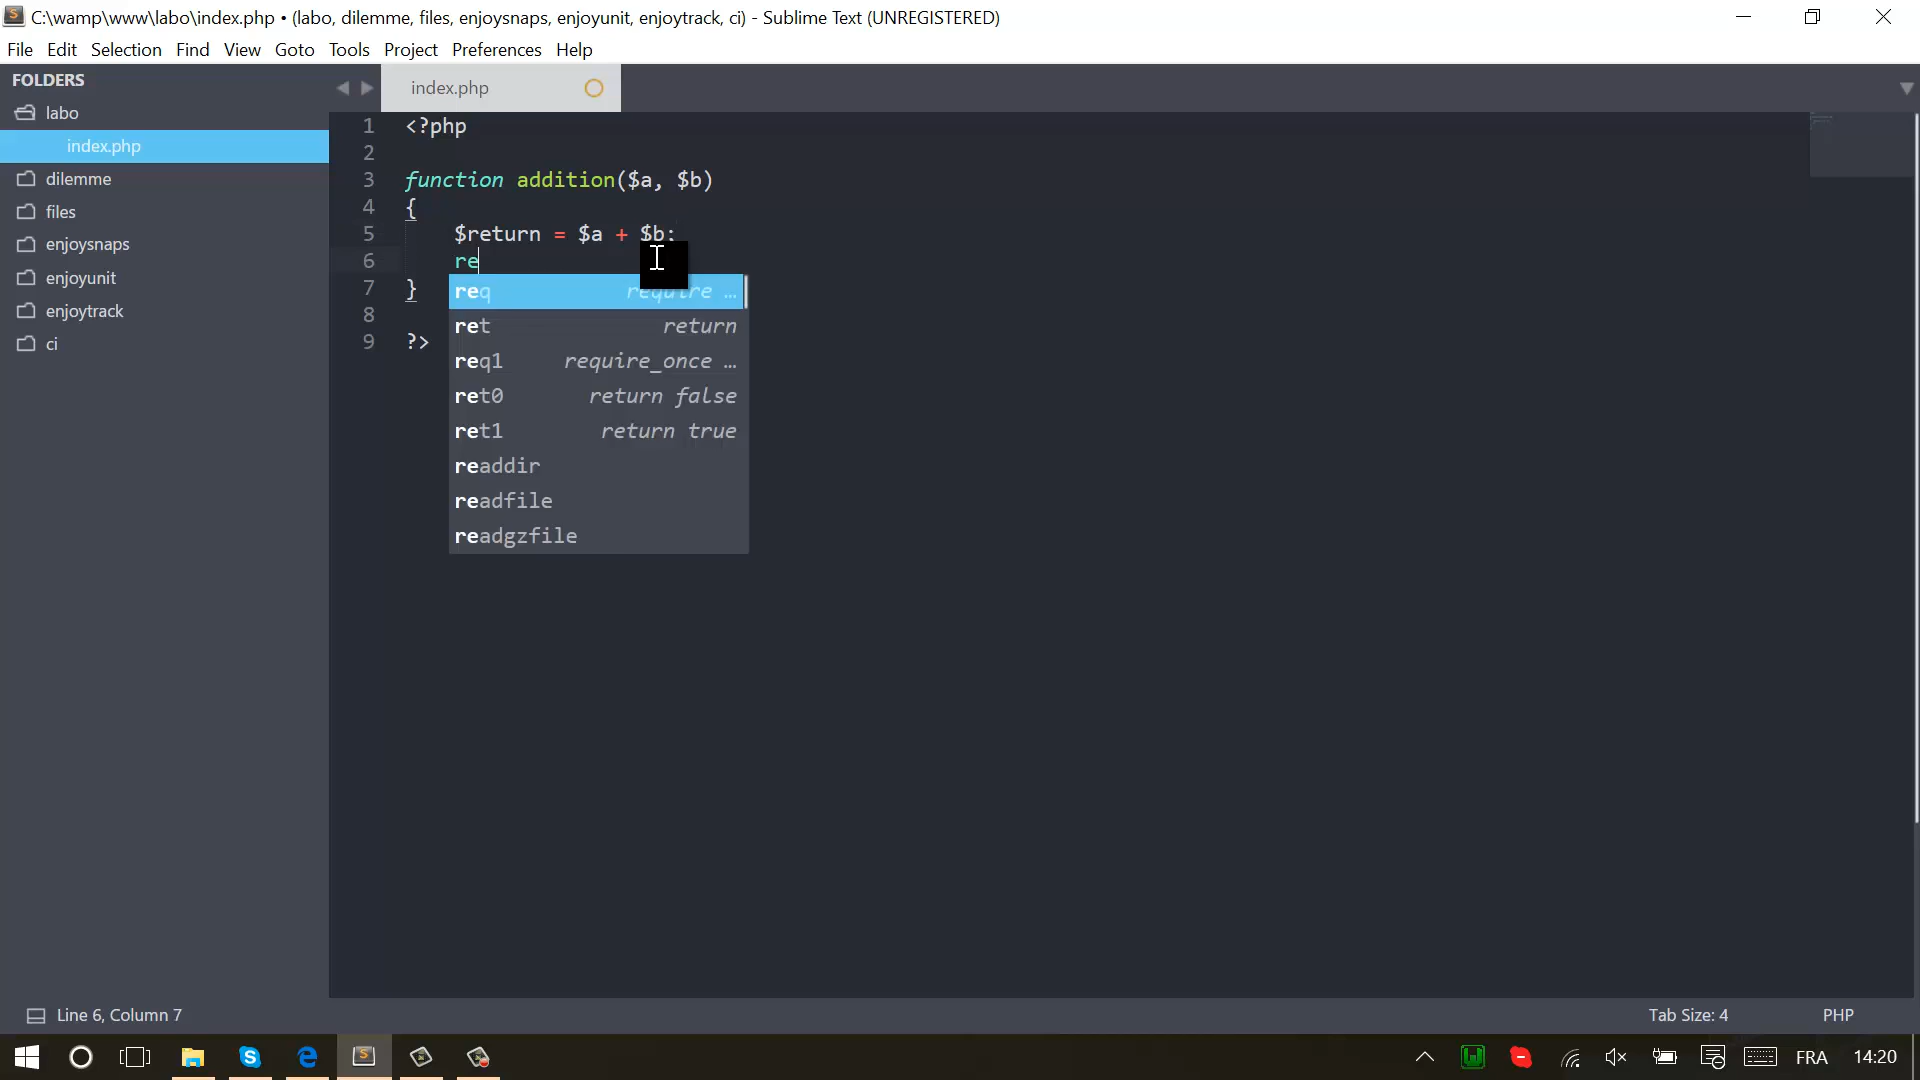 C:\wamp\www\labo\index.php • (labo, dilemme, files, enjoysnaps, enjoyunit, enjoytrack, ci) - Sublime Text (UNREGISTERED)
File Edit Selection Find View Goto Tools Project Preferences Help
FOLDERS
labo
index.php
dilemme
files
enjoysnaps
enjoyunit
enjoytrack
ci
index.php
1 <?php
2
3 function addition($a, $b)
4 {
5 $return = $a + $b;
6 re
7 }
8
9 ?>
req require …
ret return
req1 require_once …
ret0 return false
ret1 return true
readdir
readfile
readgzfile
Line 6, Column 7
Tab Size: 4
PHP
FRA
14:20